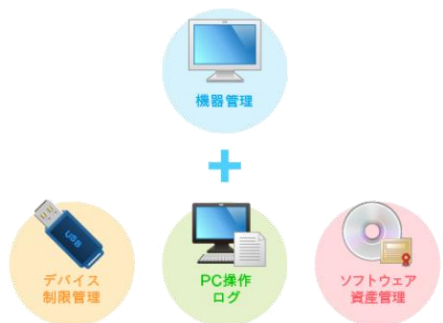 機器管理
+
USB
デバイス
制限管理
PC操作
ログ
ソフトウェア
資産管理